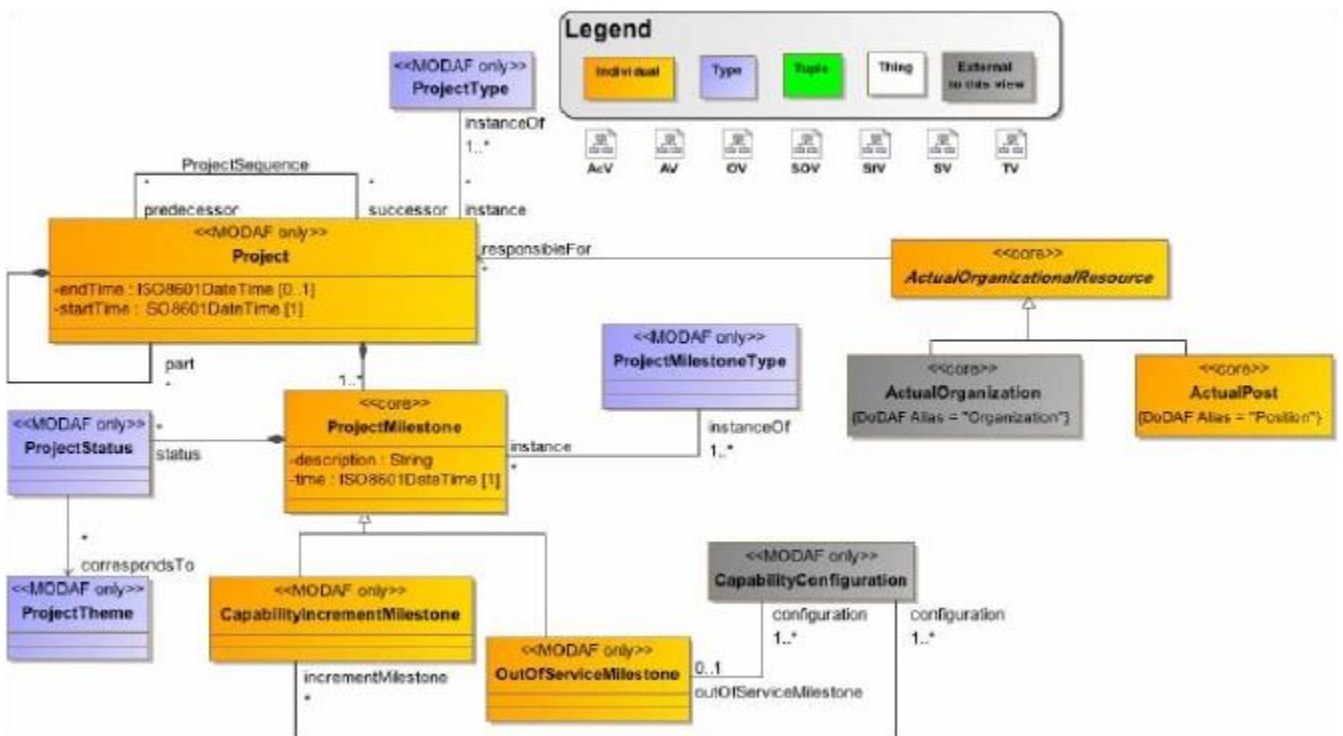 Legend
Individual
Type
Tuple
Thing
External
to this view
AcV
AV
OV
SOV
StV
SV
TV
<<MODAF only>>
ProjectType
instanceOf
1..*
ProjectSequence
*
*
*
predecessor
successor
instance
<<MODAF only>>
Project
-endTime : ISO8601DateTime [0..1]
-startTime : ISO8601DateTime [1]
responsibleFor
*
<<core>>
ActualOrganizationalResource
part
*
1..*
<<MODAF only>>
ProjectMilestoneType
<<core>>
ActualOrganization
{DoDAF Alias = "Organization"}
<<core>>
ActualPost
{DoDAF Alias = "Position"}
<<MODAF only>>
ProjectStatus
*
status
<<core>>
ProjectMilestone
-description : String
-time : ISO8601DateTime [1]
instance
*
instanceOf
1..*
*
correspondsTo
<<MODAF only>>
ProjectTheme
<<MODAF only>>
CapabilityIncrementMilestone
<<MODAF only>>
CapabilityConfiguration
configuration
1..*
configuration
1..*
<<MODAF only>>
OutOfServiceMilestone
0..1
outOfServiceMilestone
incrementMilestone
*